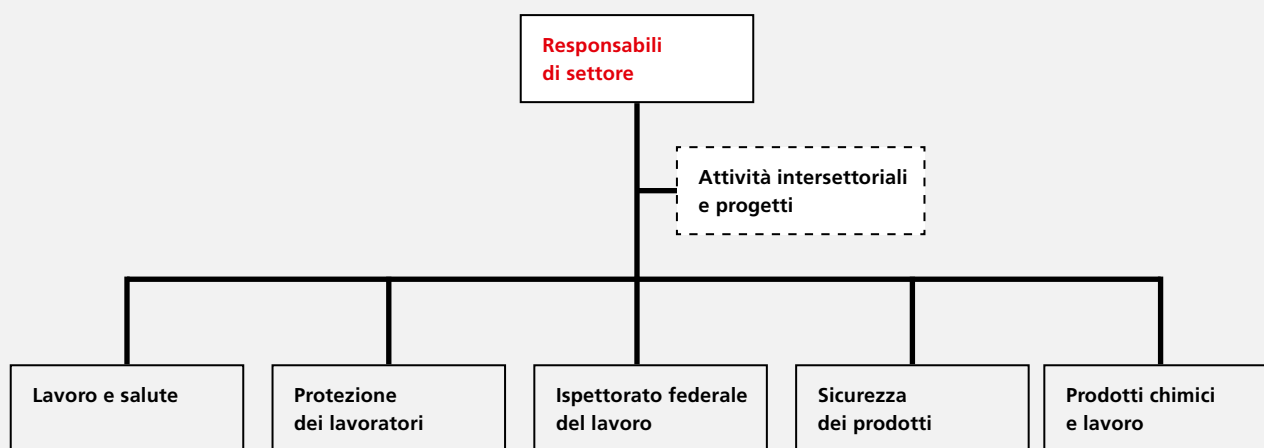 Responsabili
di settore
Attività intersettoriali
e progetti
Lavoro e salute
Protezione
dei lavoratori
Ispettorato federale
del lavoro
Sicurezza
dei prodotti
Prodotti chimici
e lavoro